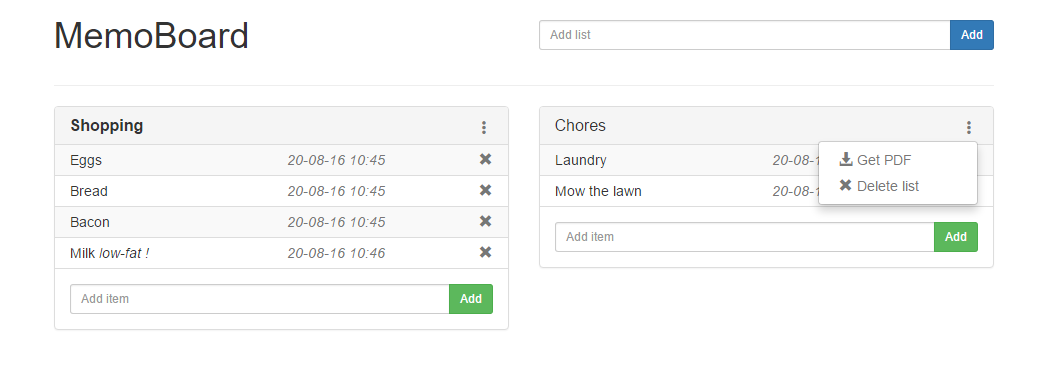 MemoBoard
Add list Add
Shopping
Eggs 20-08-16 10:45
Bread 20-08-16 10:45
Bacon 20-08-16 10:45
Milk low-fat ! 20-08-16 10:46
Add item Add
Chores
Laundry 20-08-1
Mow the lawn 20-08-1
Get PDF
Delete list
Add item Add